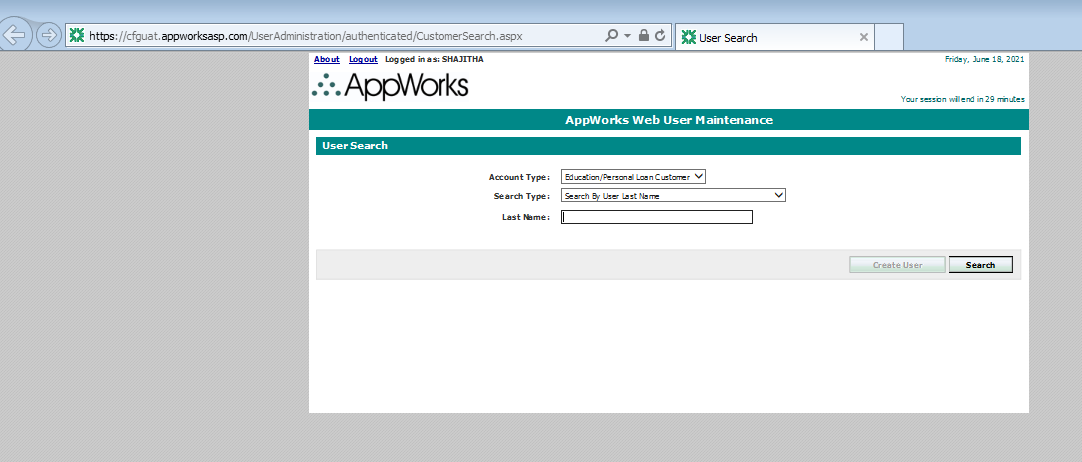 https://cfguat.appworksasp.com/UserAdministration/authenticated/CustomerSearch.aspx
User Search
About Logout Logged in as: SHAJITHA
Friday, June 18, 2021
AppWorks
Your session will end in 29 minutes
AppWorks Web User Maintenance
User Search
Account Type: Education/Personal Loan Customer
Search Type: Search By User Last Name
Last Name:
Create User Search